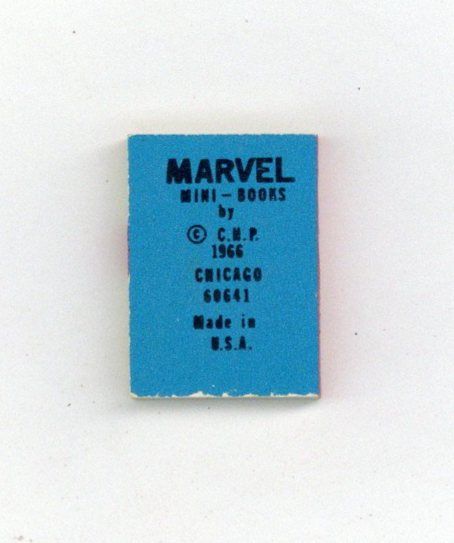 MARVEL
MINI-BOOKS
by
© C.M.P.
1966
CHICAGO
60641
Made in
U.S.A.